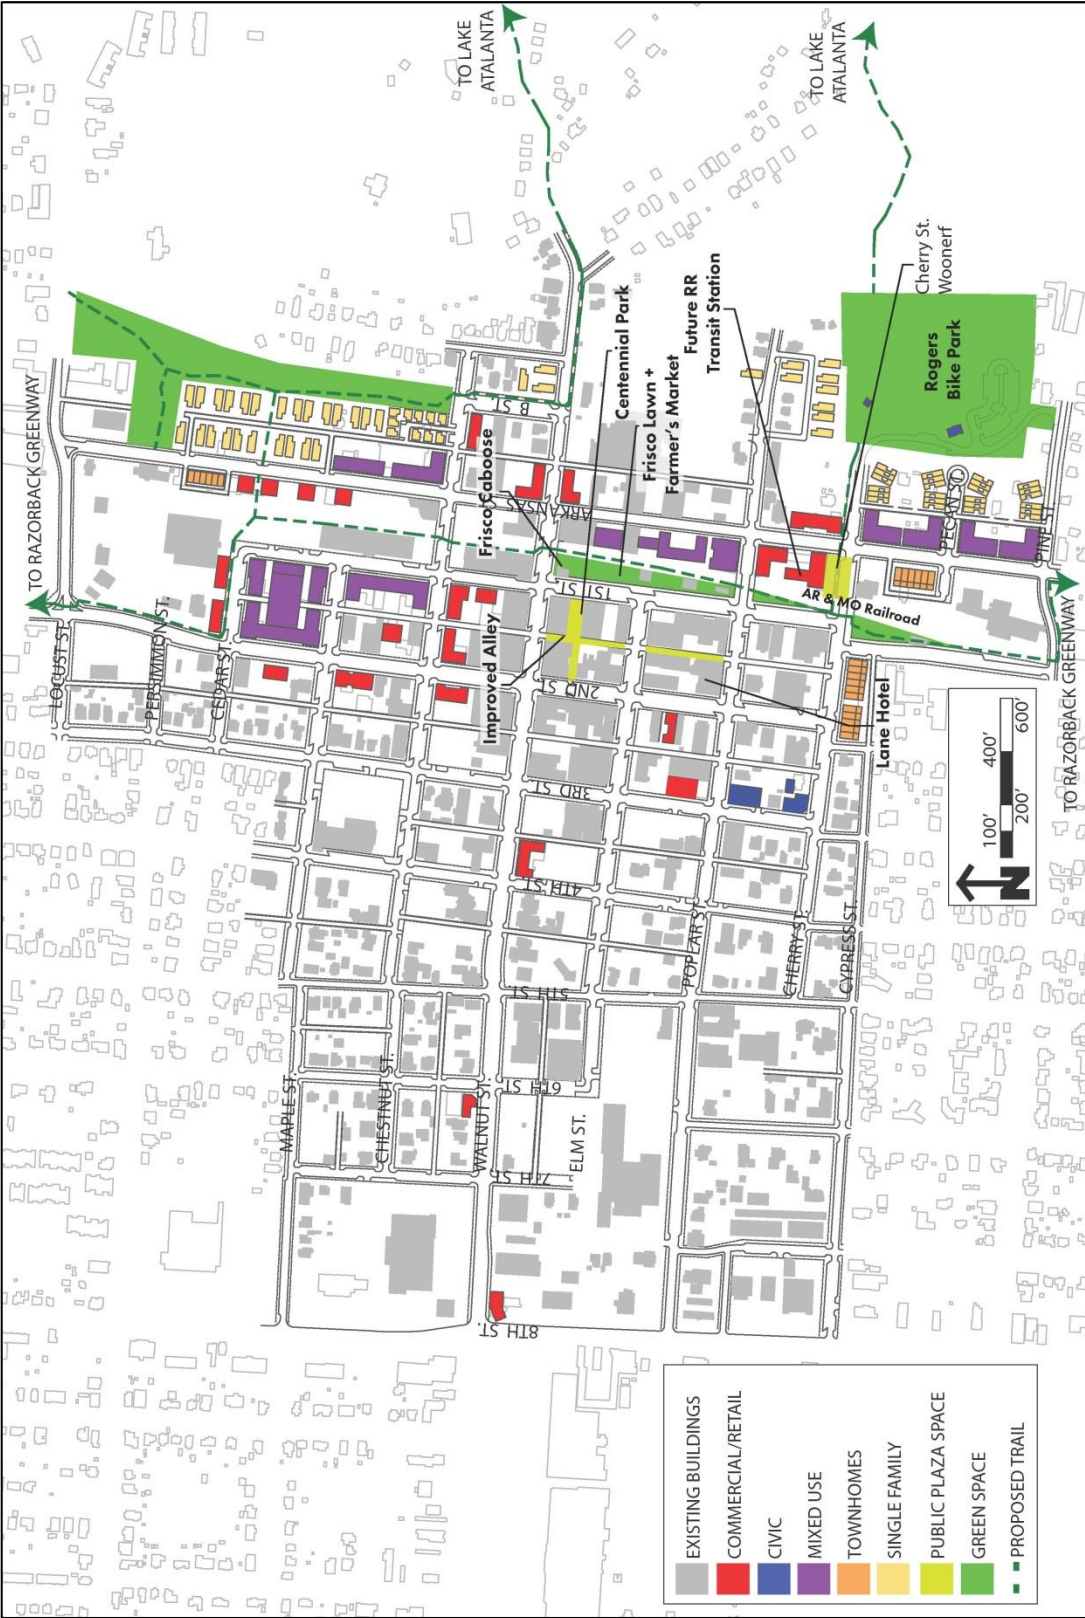 TO LAKE
ATALANTA
TO LAKE
ATALANTA
TO RAZORBACK GREENWAY
B ST.
Frisco Caboose
Centennial Park
Frisco Lawn +
Farmer's Market
Future RR
Transit Station
Cherry St.
Woonerf
Rogers
Bike Park
ARKANSAS
PECAN ST.
PINE ST.
AR & MO Railroad
1ST ST.
Improved Alley
2ND ST.
LOCUST ST.
PERSIMMON ST.
CEDAR ST.
Lane Hotel
3RD ST.
4TH ST.
5TH ST.
6TH ST.
7TH ST.
8TH ST.
MAPLE ST.
CHESTNUT ST.
WALNUT ST.
ELM ST.
POPLAR ST.
CHERRY ST.
CYPRESS ST.
TO RAZORBACK GREENWAY
N
100'
200'
400'
600'
EXISTING BUILDINGS
COMMERCIAL/RETAIL
CIVIC
MIXED USE
TOWNHOMES
SINGLE FAMILY
PUBLIC PLAZA SPACE
GREEN SPACE
PROPOSED TRAIL